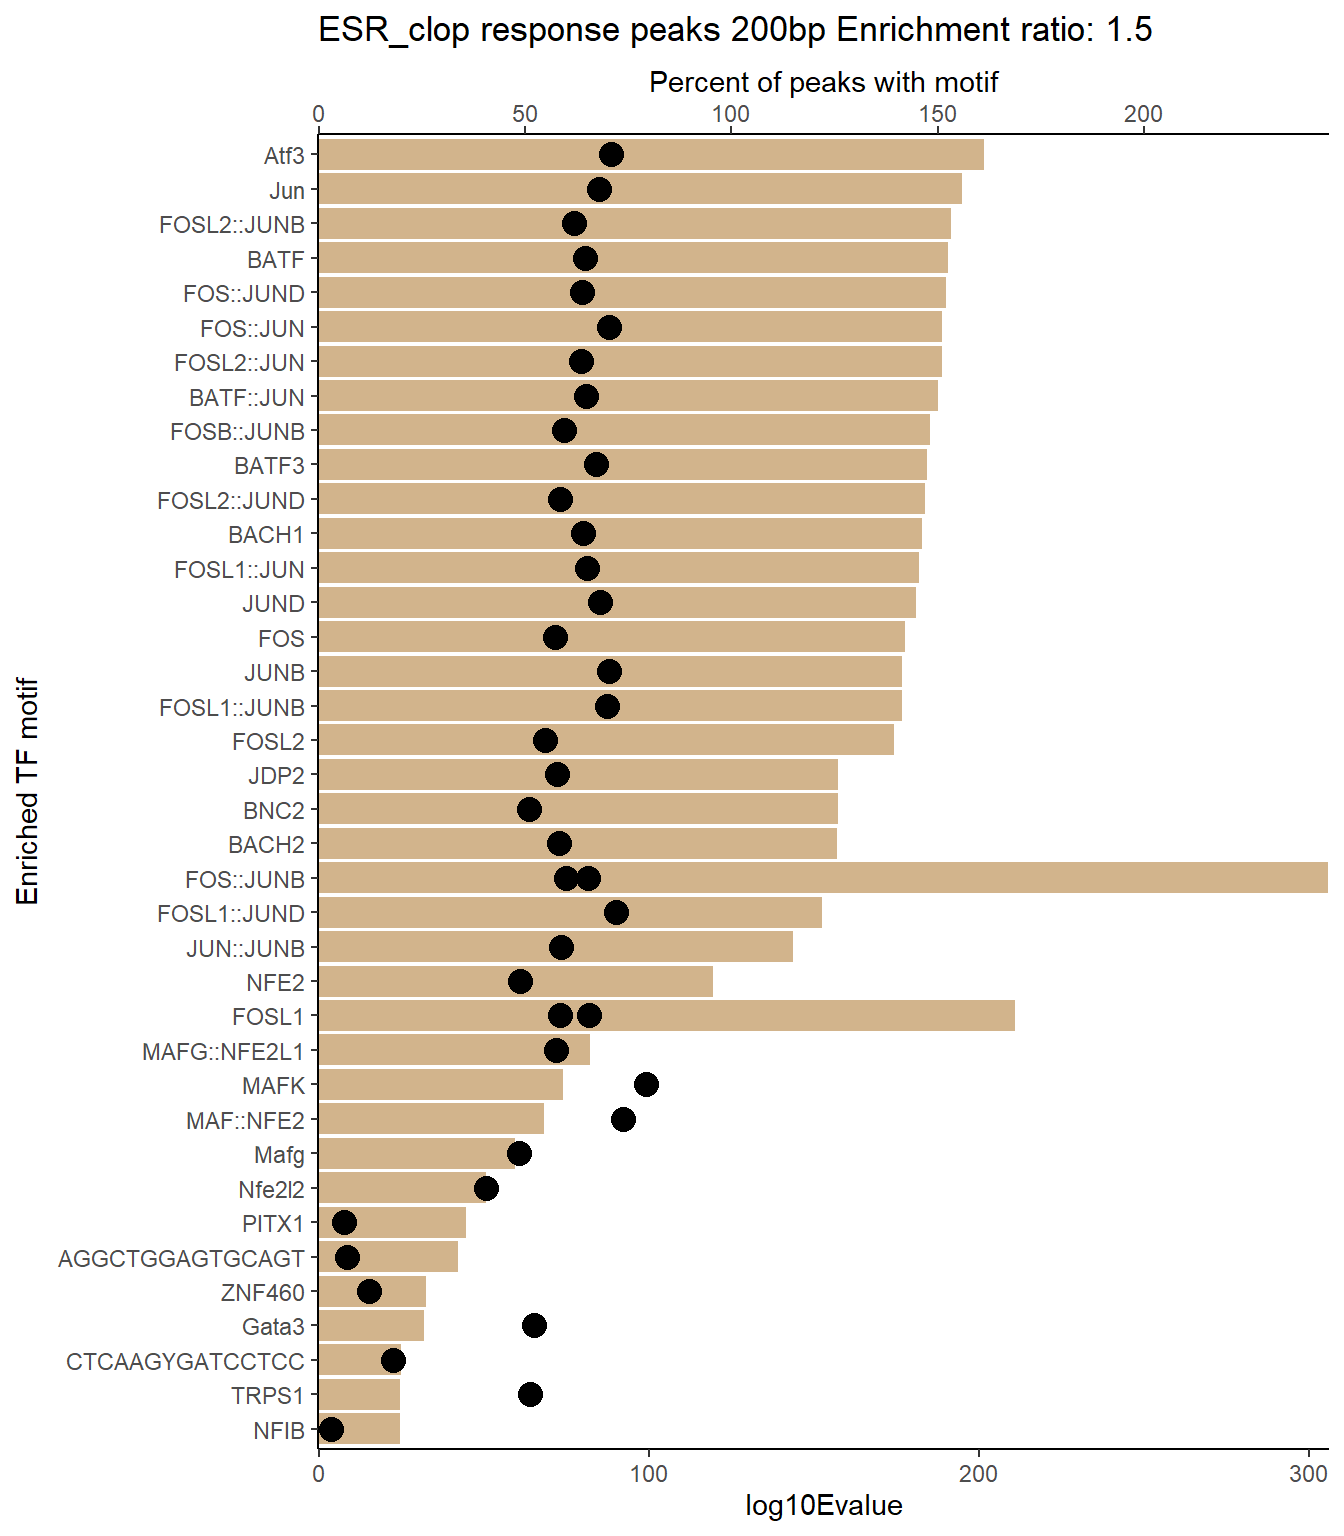 ESR_clop response peaks 200bp Enrichment ratio: 1.5
Percent of peaks with motif
0 50 100 150 200
Atf3
Jun
FOSL2::JUNB
BATF
FOS::JUND
FOS::JUN
FOSL2::JUN
BATF::JUN
FOSB::JUNB
BATF3
FOSL2::JUND
BACH1
FOSL1::JUN
JUND
FOS
JUNB
FOSL1::JUNB
FOSL2
JDP2
BNC2
BACH2
FOS::JUNB
FOSL1::JUND
JUN::JUNB
NFE2
FOSL1
MAFG::NFE2L1
MAFK
MAF::NFE2
Mafg
Nfe2l2
PITX1
AGGCTGGAGTGCAGT
ZNF460
Gata3
CTCAAGYGATCCTCC
TRPS1
NFIB
Enriched TF motif
0 100 200 300
log10Evalue